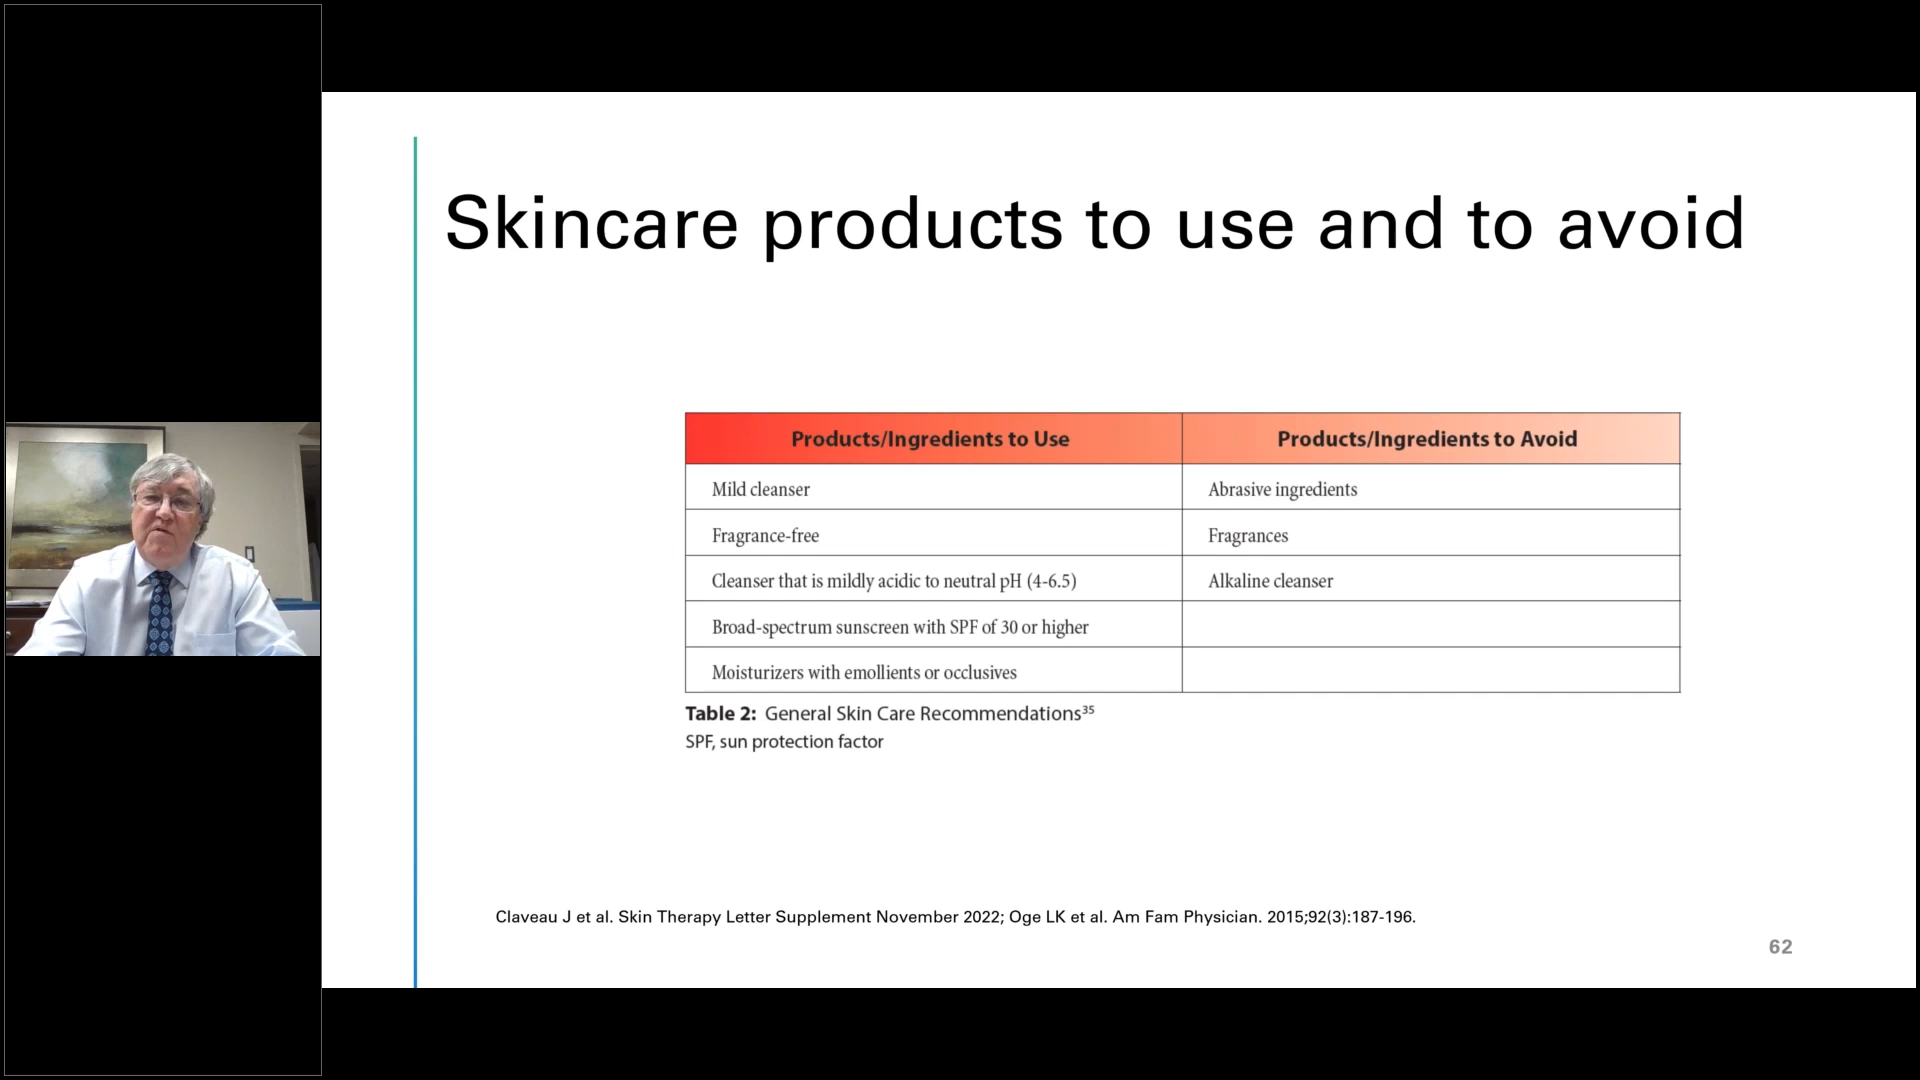 Skincare products to use and to avoid
Products/Ingredients to Use
Products/Ingredients to Avoid
Mild cleanser
Abrasive ingredients
Fragrance-free
Fragrances
Cleanser that is mildly acidic to neutral pH (4-6.5)
Alkaline cleanser
Broad-spectrum sunscreen with SPF of 30 or higher
Moisturizers with emollients or occlusives
Table 2: General Skin Care Recommendations³⁵
SPF, sun protection factor
Claveau J et al. Skin Therapy Letter Supplement November 2022; Oge LK et al. Am Fam Physician. 2015;92(3):187-196.
62